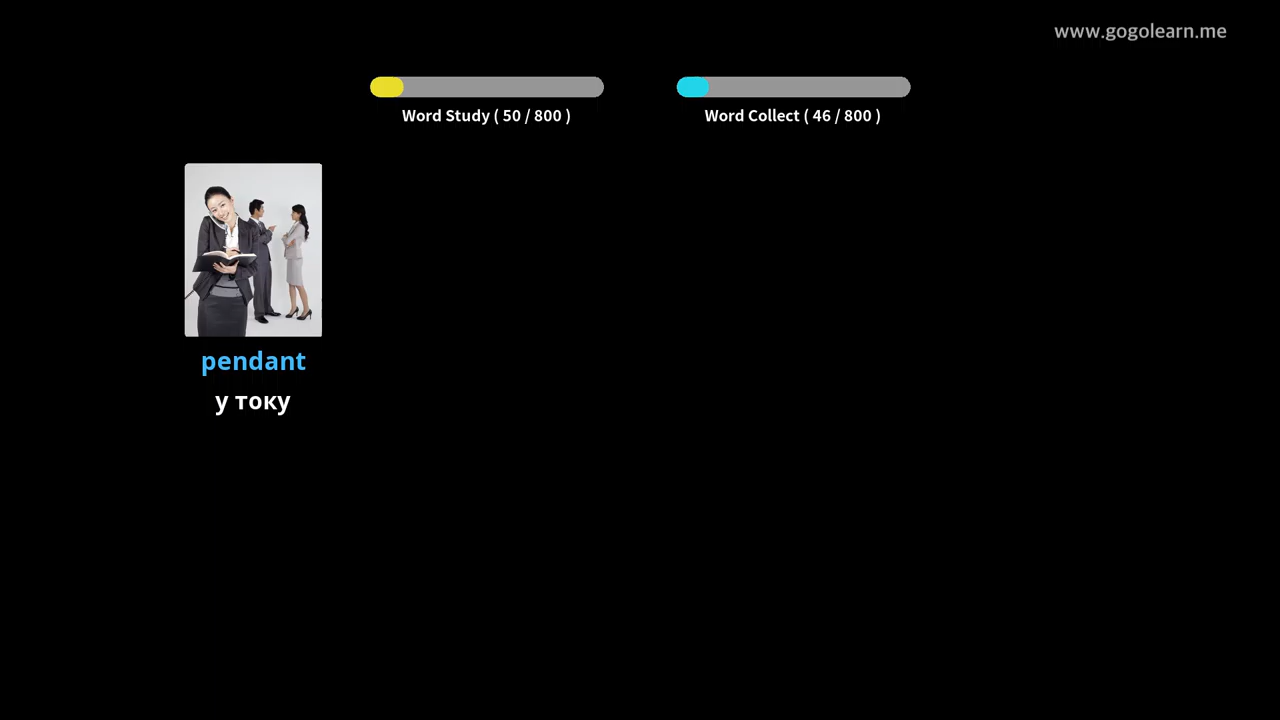 www.gogolearn.me
Word Study ( 50 / 800 )
Word Collect ( 46 / 800 )
pendant
у току